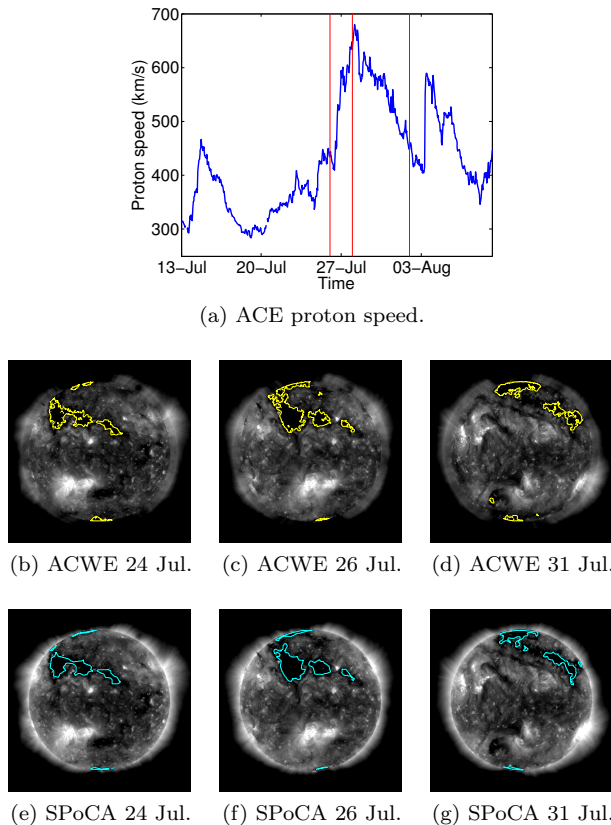 700
600
500
400
300
Proton speed (km/s)
13–Jul 20–Jul 27–Jul 03–Aug
Time
(a) ACE proton speed.
(b) ACWE 24 Jul. (c) ACWE 26 Jul. (d) ACWE 31 Jul.
(e) SPoCA 24 Jul. (f) SPoCA 26 Jul. (g) SPoCA 31 Jul.